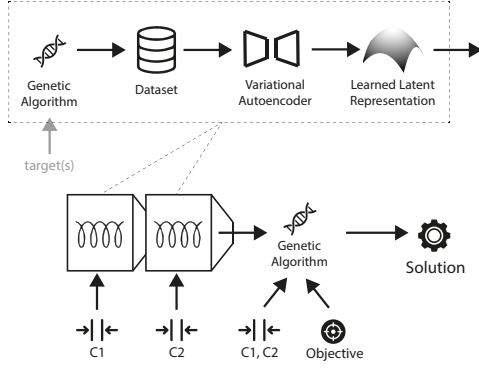 Genetic
Algorithm
Dataset
Variational
Autoencoder
Learned Latent
Representation
target(s)
Genetic
Algorithm
Solution
C1
C2
C1, C2
Objective